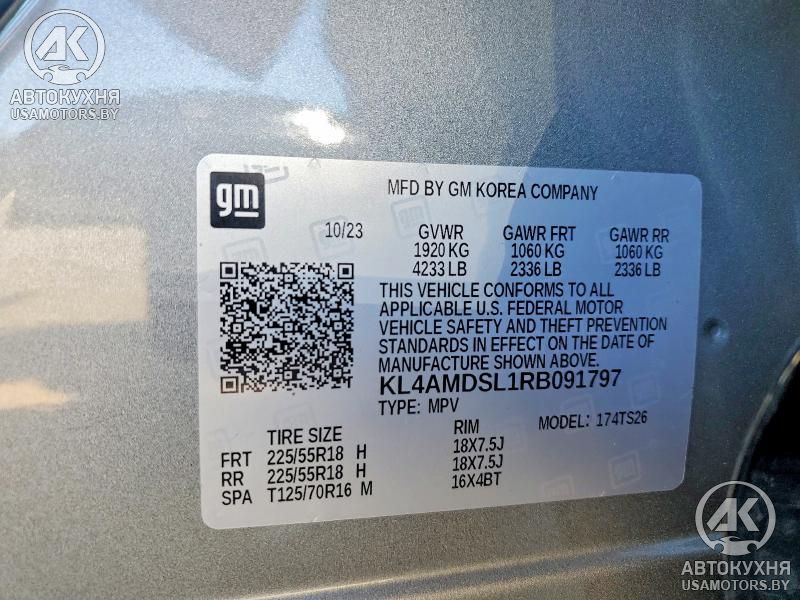 АК
АВТОКУХНЯ
USAMOTORS.BY
gm
MFD BY GM KOREA COMPANY
10/23 GVWR GAWR FRT GAWR RR
1920 KG 1060 KG 1060 KG
4233 LB 2336 LB 2336 LB
THIS VEHICLE CONFORMS TO ALL
APPLICABLE U.S. FEDERAL MOTOR
VEHICLE SAFETY AND THEFT PREVENTION
STANDARDS IN EFFECT ON THE DATE OF
MANUFACTURE SHOWN ABOVE.
KL4AMDSL1RB091797
TYPE: MPV MODEL: 174TS26
TIRE SIZE RIM
FRT 225/55R18 H 18X7.5J
RR 225/55R18 H 18X7.5J
SPA T125/70R16 M 16X4BT
АК
АВТОКУХНЯ
USAMOTORS.BY